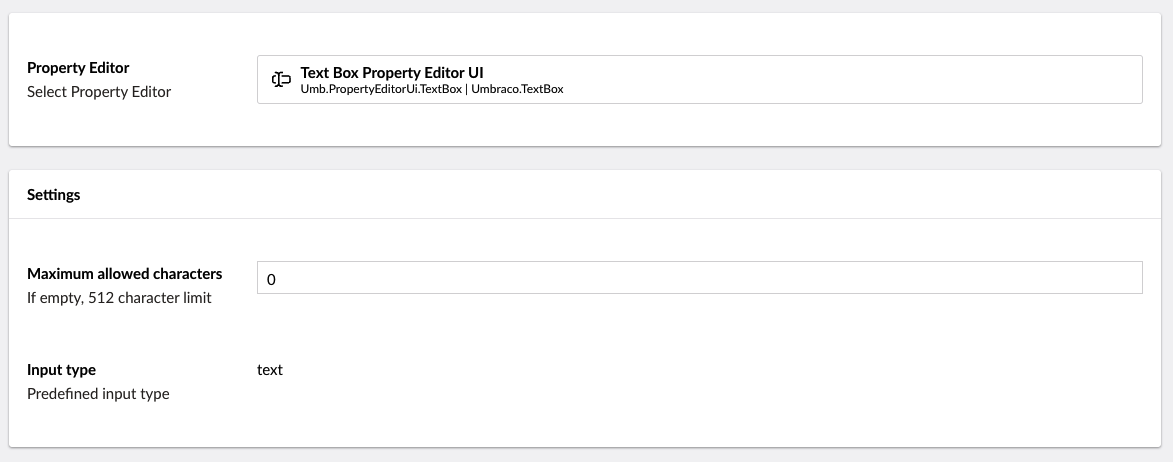 Property Editor
Select Property Editor
Text Box Property Editor UI
Umb.PropertyEditorUi.TextBox | Umbraco.TextBox
Settings
Maximum allowed characters
If empty, 512 character limit
0
Input type
Predefined input type
text